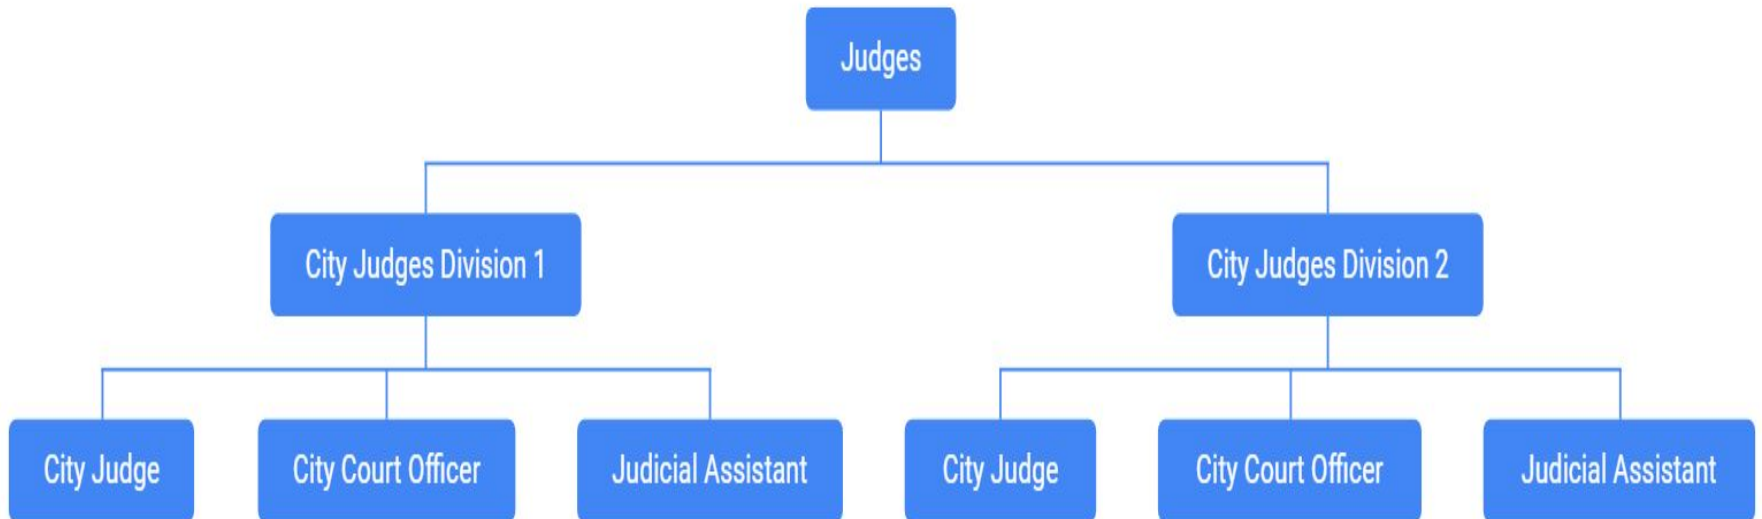 Judges
City Judges Division 1
City Judges Division 2
City Judge
City Court Officer
Judicial Assistant
City Judge
City Court Officer
Judicial Assistant